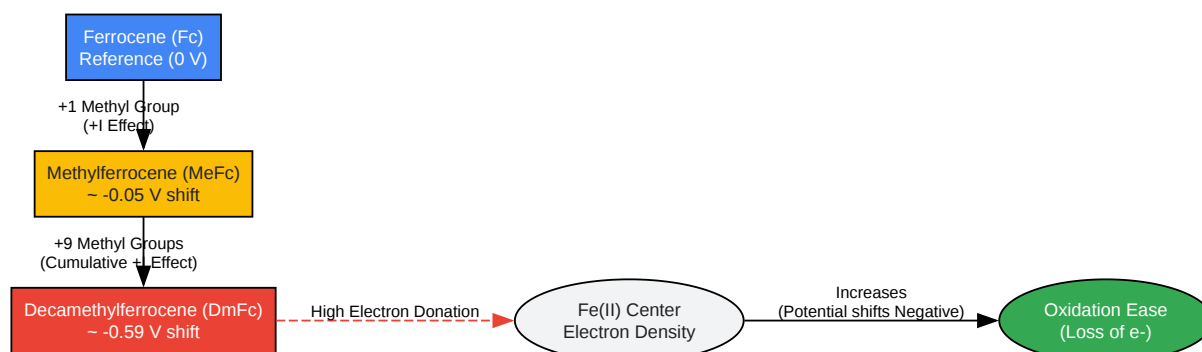 Ferrocene (Fc)
Reference (0 V)
+1 Methyl Group
(+I Effect)
Methylferrocene (MeFc)
~ -0.05 V shift
+9 Methyl Groups
(Cumulative +I Effect)
Decamethylferrocene (DmFc)
~ -0.59 V shift
High Electron Donation
Fe(II) Center
Electron Density
Increases
(Potential shifts Negative)
Oxidation Ease
(Loss of e-)